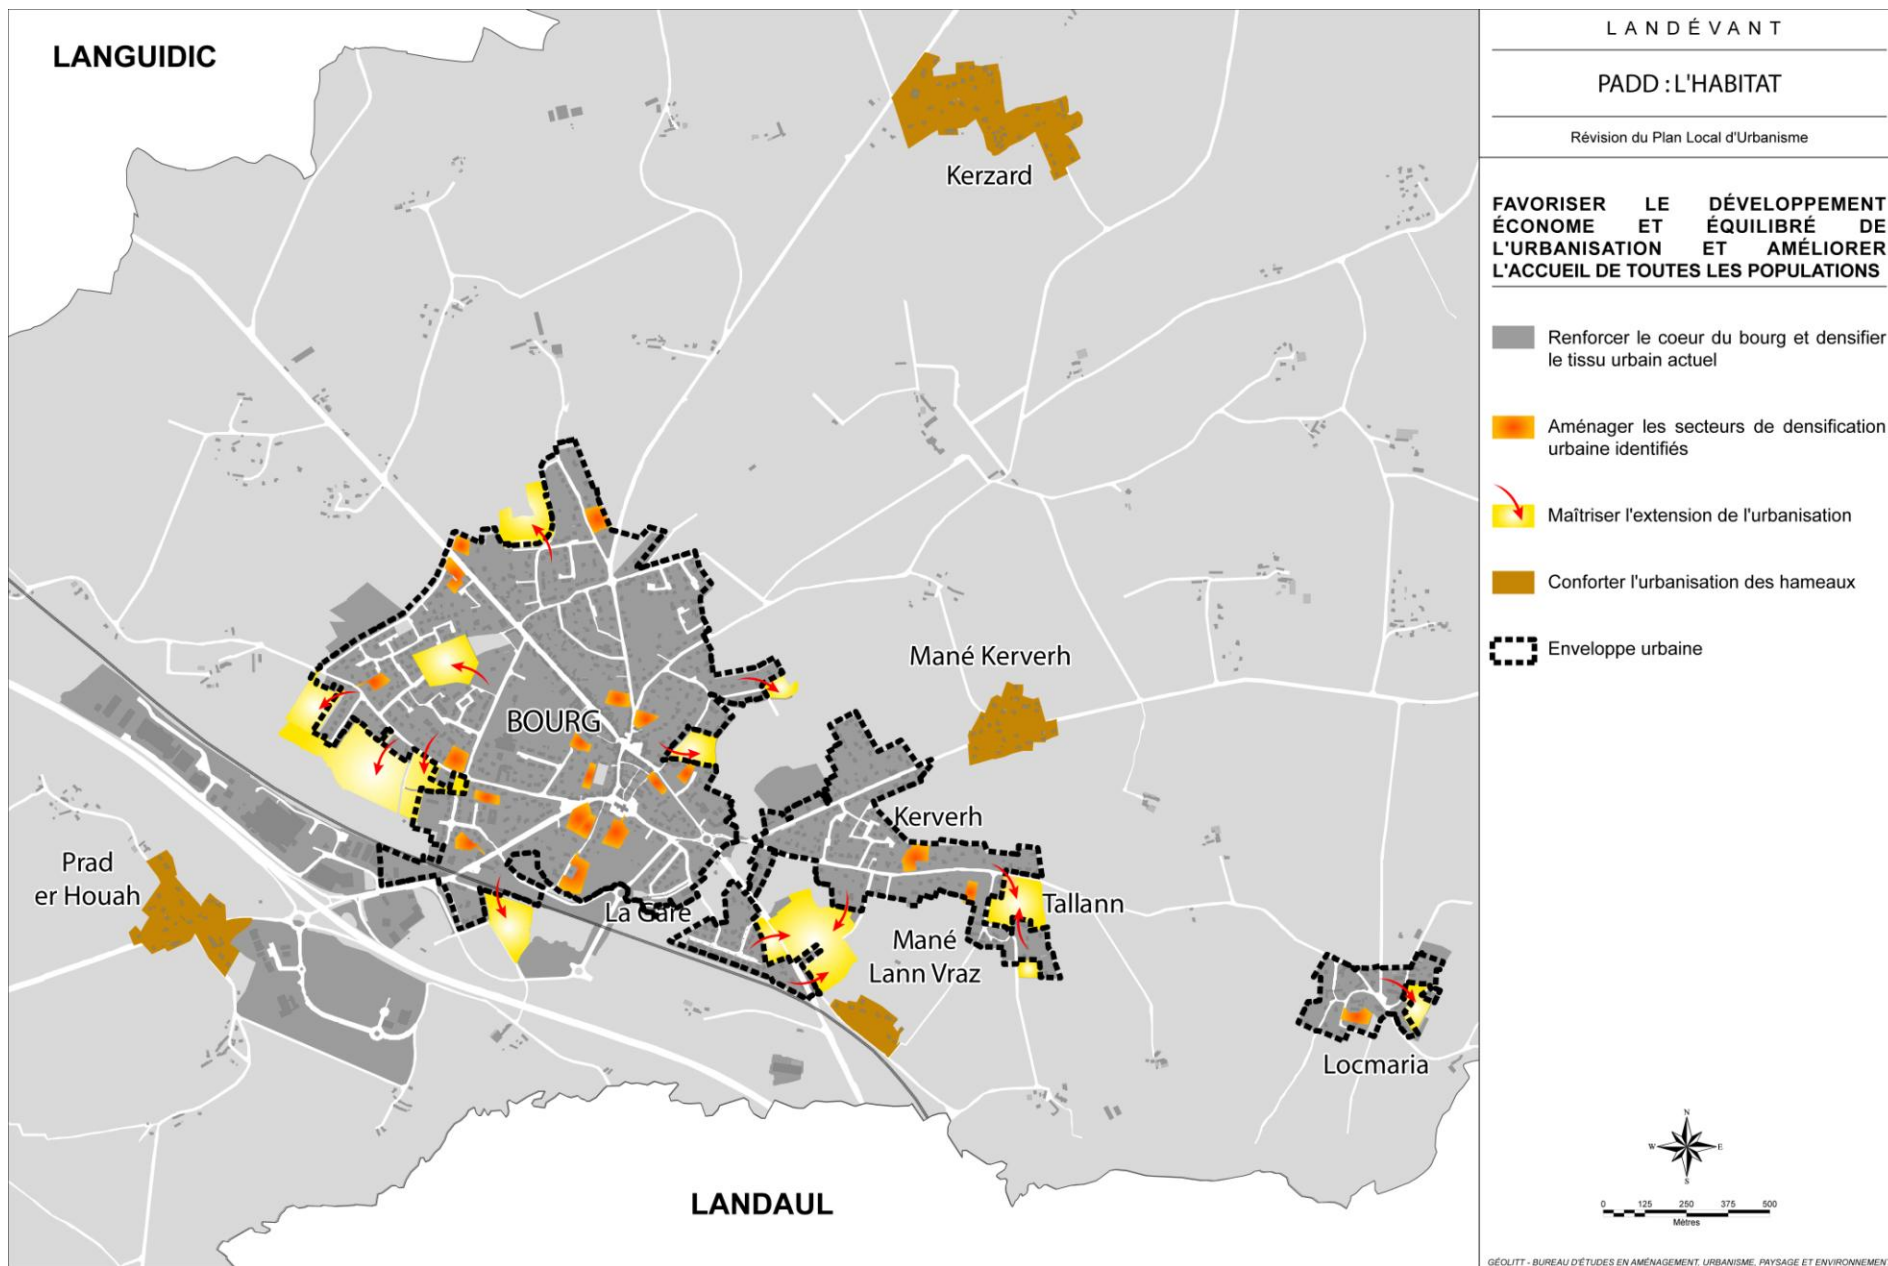 LANGUIDIC
Kerzard
Mané Kerverh
BOURG
Kerverh
Prad
er Houah
La Gare
Tallann
Mané
Lann Vraz
Locmaria
LANDAUL
LANDÉVANT
PADD : L'HABITAT
Révision du Plan Local d'Urbanisme
FAVORISER LE DÉVELOPPEMENT
ÉCONOME ET ÉQUILIBRÉ DE
L'URBANISATION ET AMÉLIORER
L'ACCUEIL DE TOUTES LES POPULATIONS
Renforcer le coeur du bourg et densifier
le tissu urbain actuel
Aménager les secteurs de densification
urbaine identifiés
Maîtriser l'extension de l'urbanisation
Conforter l'urbanisation des hameaux
Enveloppe urbaine
N
W E
S
0 125 250 375 500
Mètres
GÉOLITT - BUREAU D'ÉTUDES EN AMÉNAGEMENT, URBANISME, PAYSAGE ET ENVIRONNEMENT